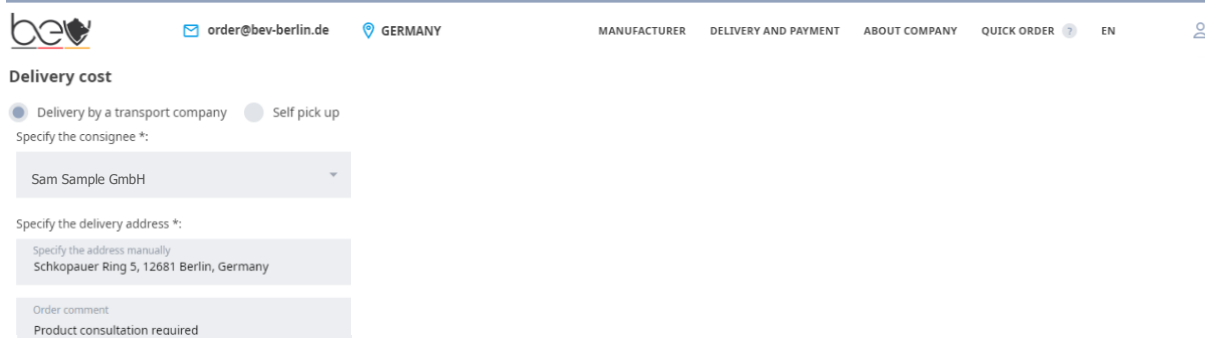 bev
order@bev-berlin.de GERMANY MANUFACTURER DELIVERY AND PAYMENT ABOUT COMPANY QUICK ORDER ? EN
Delivery cost
Delivery by a transport company Self pick up
Specify the consignee *:
Sam Sample GmbH
Specify the delivery address *:
Specify the address manually
Schkopauer Ring 5, 12681 Berlin, Germany
Order comment
Product consultation required